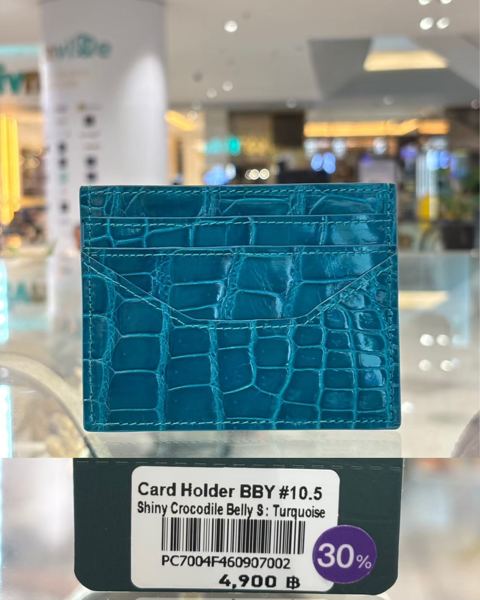 Card Holder BBY #10.5
Shiny Crocodile Belly S : Turquoise
PC7004F460907002
4,900 ฿
30%